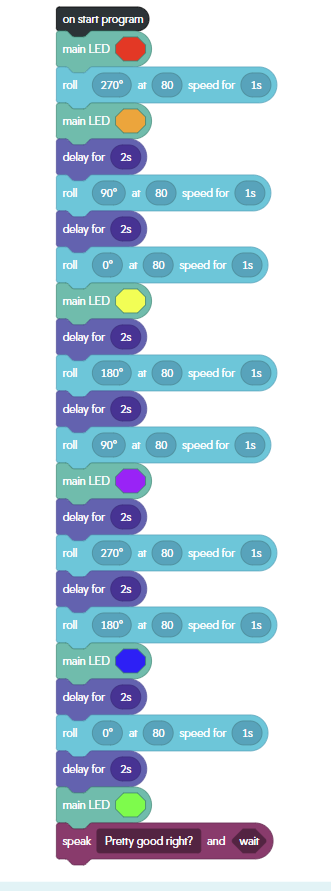 on start program
main LED
roll 270° at 80 speed for 1s
main LED
delay for 2s
roll 90° at 80 speed for 1s
delay for 2s
roll 0° at 80 speed for 1s
main LED
delay for 2s
roll 180° at 80 speed for 1s
delay for 2s
roll 90° at 80 speed for 1s
main LED
delay for 2s
roll 270° at 80 speed for 1s
delay for 2s
roll 180° at 80 speed for 1s
main LED
delay for 2s
roll 0° at 80 speed for 1s
delay for 2s
main LED
speak Pretty good right? and wait